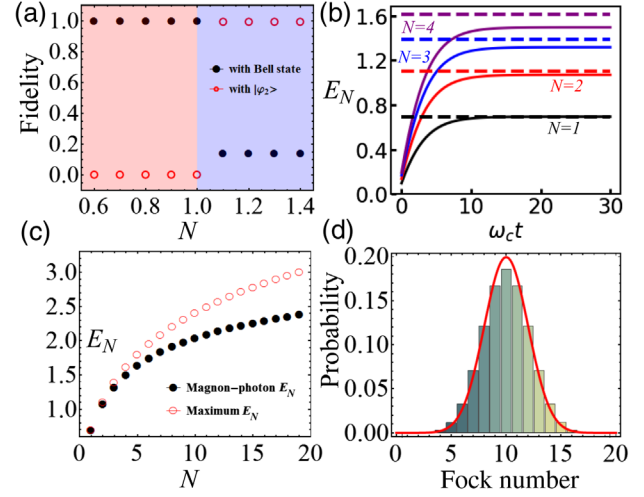 (a)
1.0
0.8
0.6
0.4
0.2
0.0
Fidelity
with Bell state
with |φ₂>
0.6 0.8 1.0 1.2 1.4
N
(b)
1.6
1.2
0.8
0.4
0.0
E_N
N=4
N=3
N=2
N=1
0 10 20 30
ω_c t
(c)
3.0
2.5
2.0
1.5
1.0
E_N
Magnon-photon E_N
Maximum E_N
0 5 10 15 20
N
(d)
0.20
0.15
0.10
0.05
0.00
Probability
0 5 10 15 20
Fock number